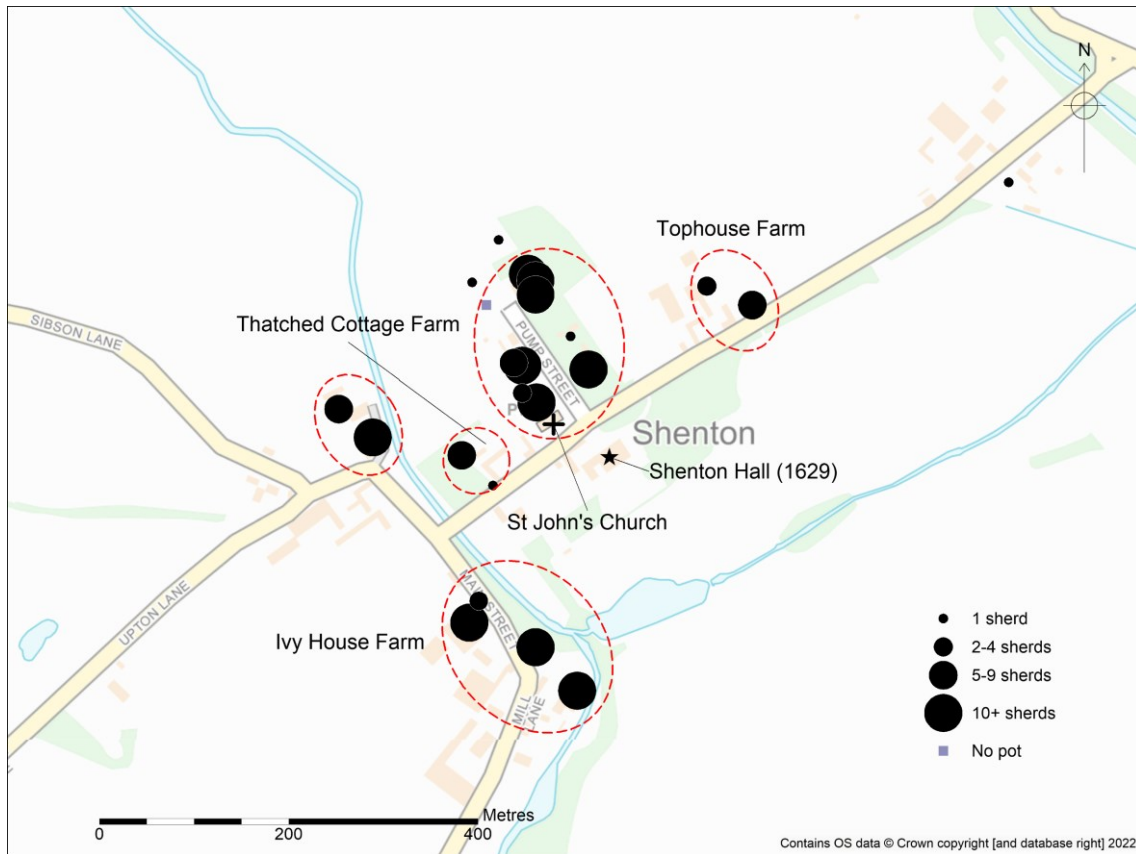 N
Tophouse Farm
SIBSON LANE
Thatched Cottage Farm
PUMP STREET
P
Shenton
Shenton Hall (1629)
St John's Church
UPTON LANE
MAIN STREET
Ivy House Farm
MILL LANE
1 sherd
2-4 sherds
5-9 sherds
10+ sherds
No pot
Metres
0
200
400
Contains OS data © Crown copyright [and database right] 2022